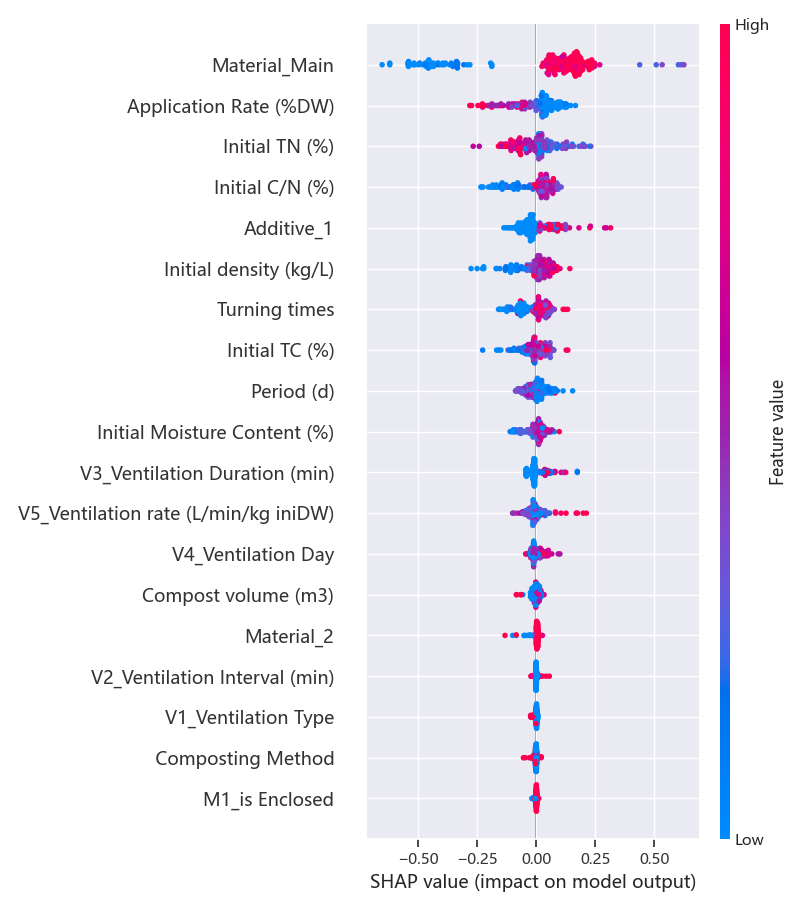 High
Material_Main
Application Rate (%DW)
Initial TN (%)
Initial C/N (%)
Additive_1
Initial density (kg/L)
Turning times
Initial TC (%)
Period (d)
Initial Moisture Content (%)
V3_Ventilation Duration (min)
V5_Ventilation rate (L/min/kg iniDW)
V4_Ventilation Day
Compost volume (m3)
Material_2
V2_Ventilation Interval (min)
V1_Ventilation Type
Composting Method
M1_is Enclosed
Feature value
Low
−0.50 −0.25 0.00 0.25 0.50
SHAP value (impact on model output)